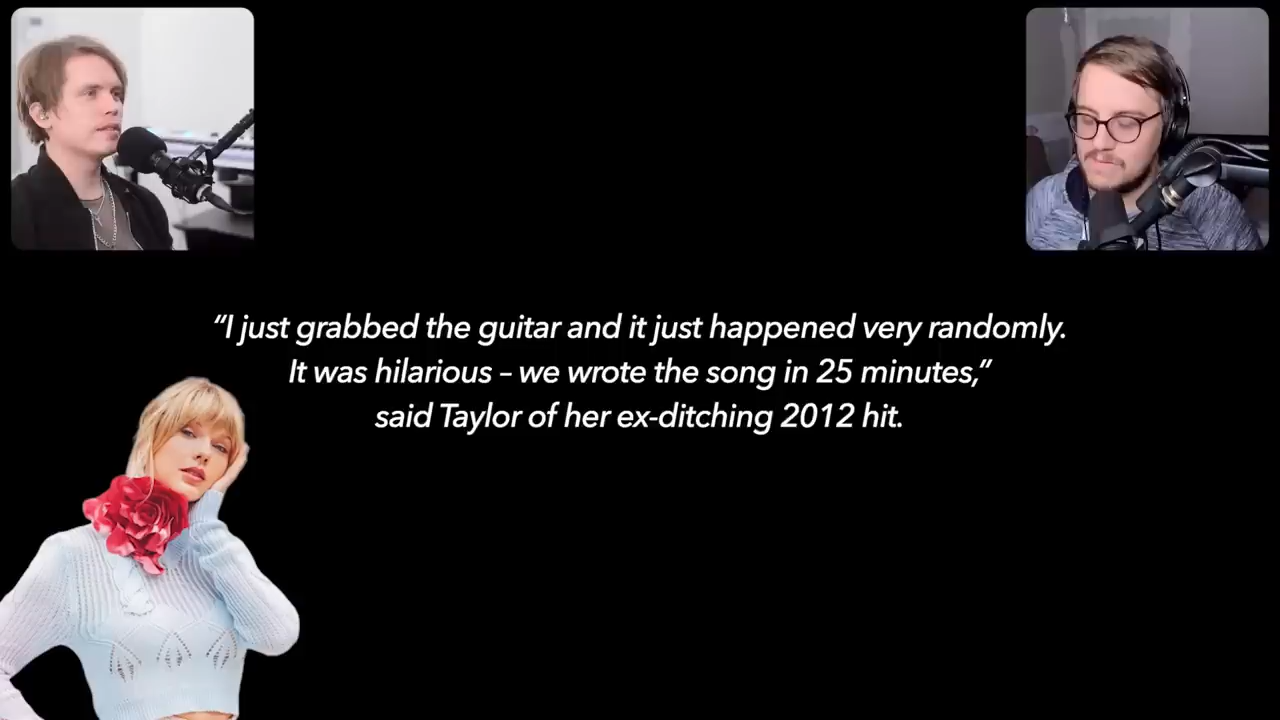 “I just grabbed the guitar and it just happened very randomly.
It was hilarious – we wrote the song in 25 minutes,”
said Taylor of her ex-ditching 2012 hit.